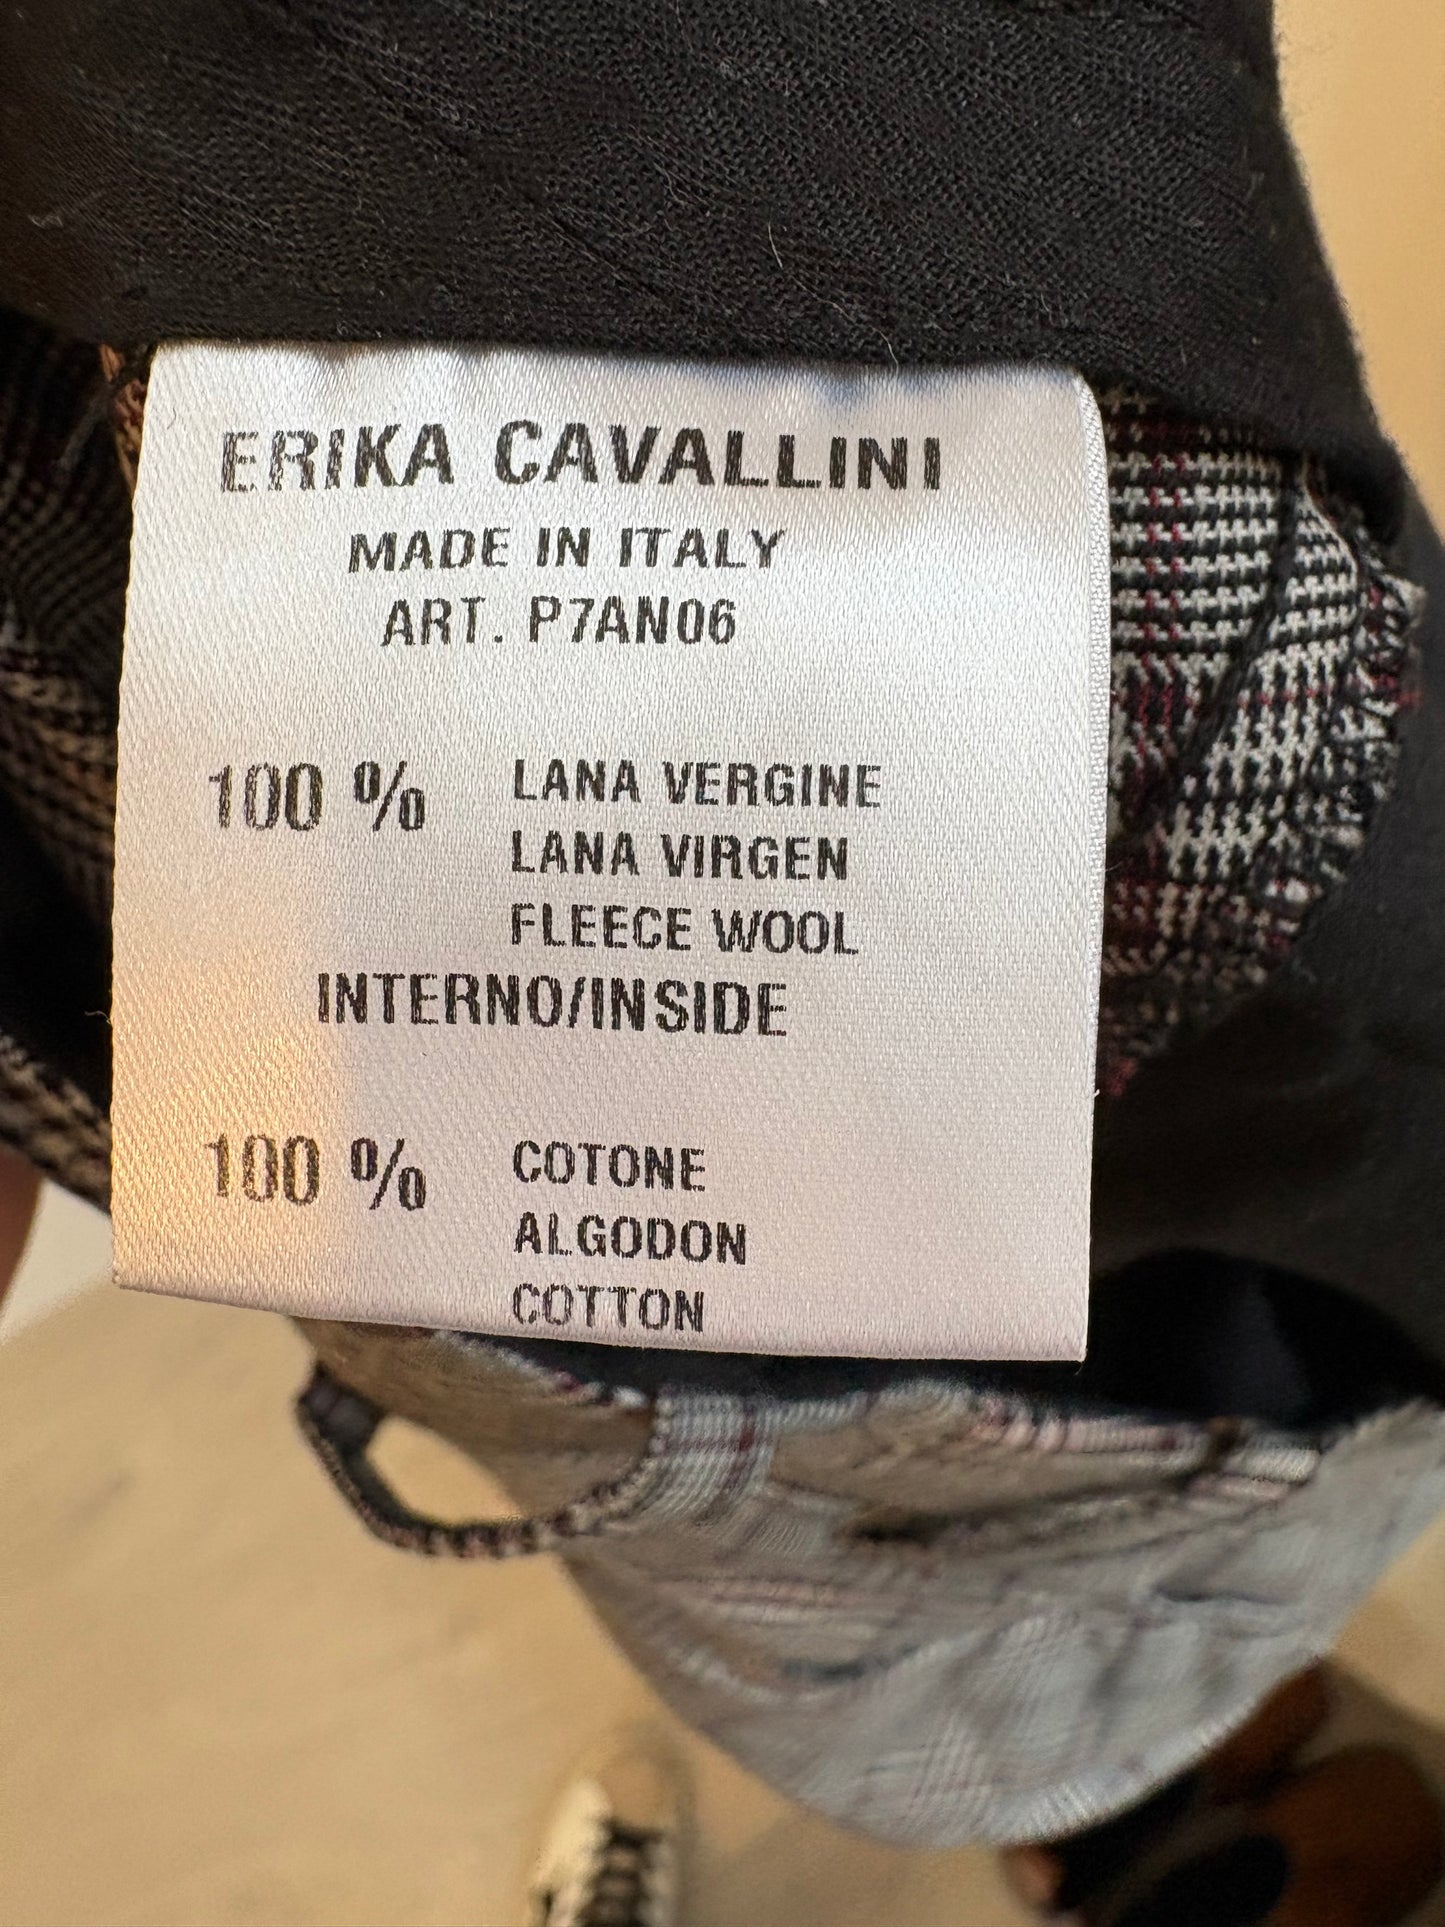 ERIKA CAVALLINI
MADE IN ITALY
ART. P7AN06
100 % LANA VERGINE
LANA VIRGEN
FLEECE WOOL
INTERNO/INSIDE
100 % COTONE
ALGODON
COTTON